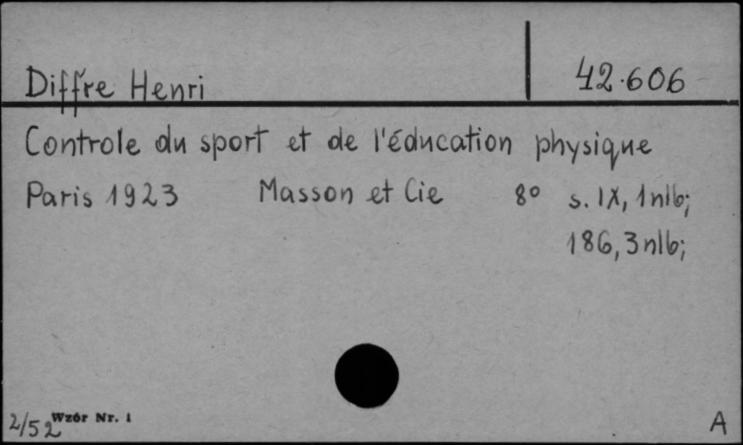 Diffre Henri 42.606
Controle du sport et de l'éducation physique
Paris 1923 Masson et Cie 8° s. IX, 1nlb;
186, 3nlb;
2/52 Wzór Nr. 1 A